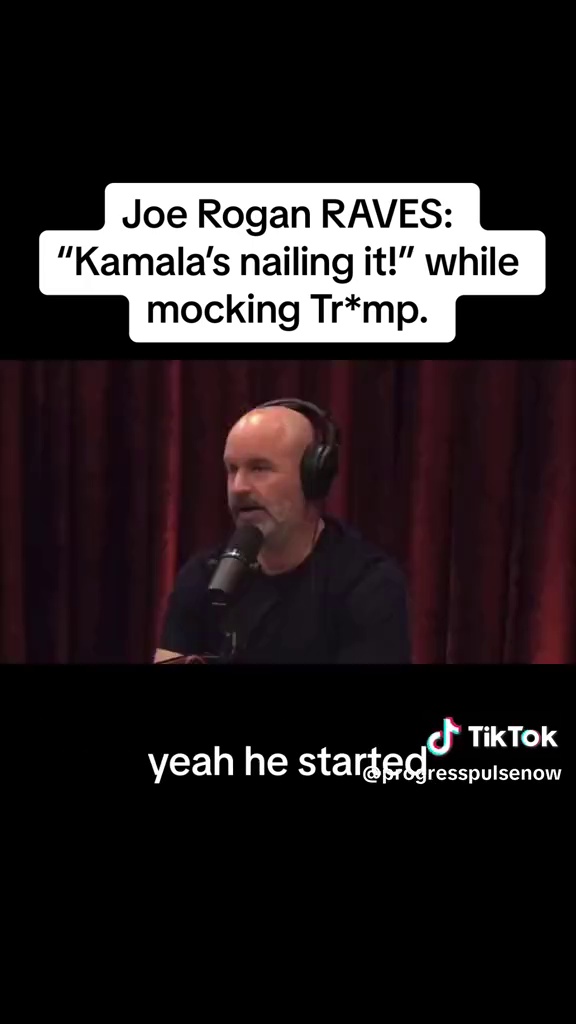 Joe Rogan RAVES:
“Kamala’s nailing it!” while
mocking Tr*mp.
TikTok
yeah he started
@progresspulsenow